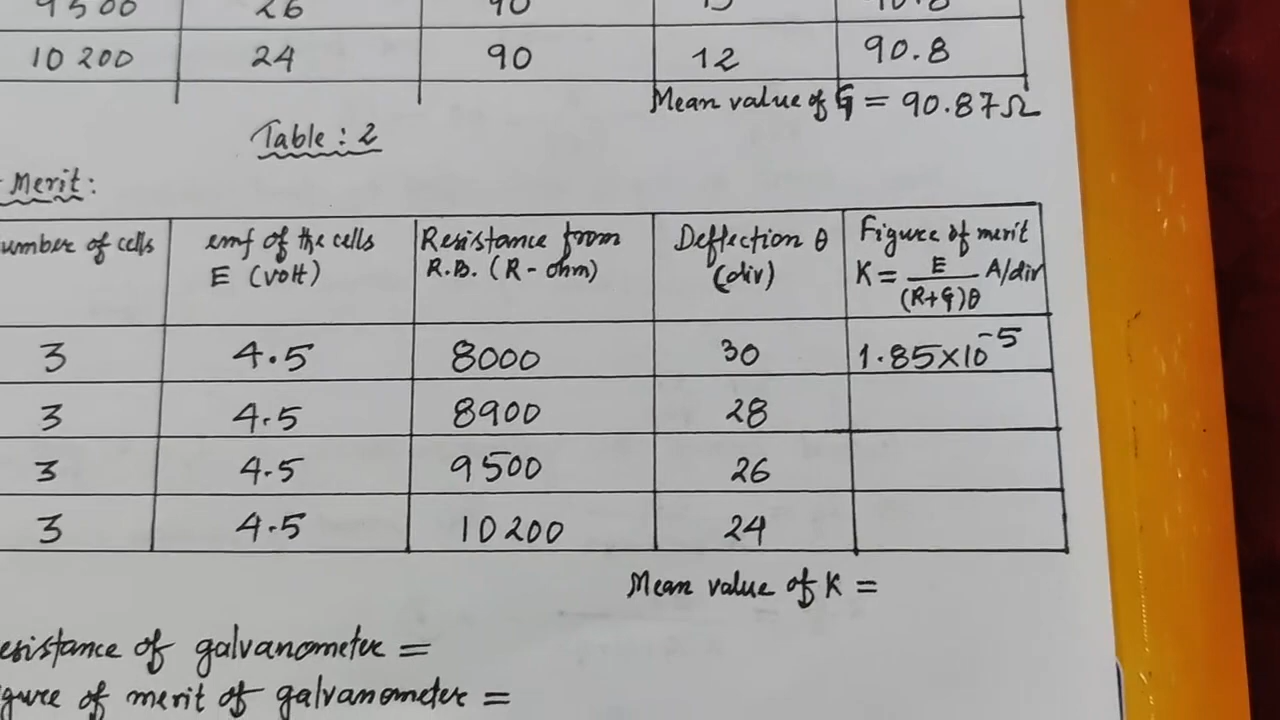 26
10 200 24 90 12 90.8
Mean value of G = 90.87Ω
Table : 2
Merit:
number of cells emf of the cells E (volt) Resistance from R.B. (R - ohm) Deflection θ (div) Figure of merit K = E/(R+G)θ A/div
3 4.5 8000 30 1.85×10⁻⁵
3 4.5 8900 28
3 4.5 9500 26
3 4.5 10200 24
Mean value of K =
esistance of galvanometer =
gure of merit of galvanometer =